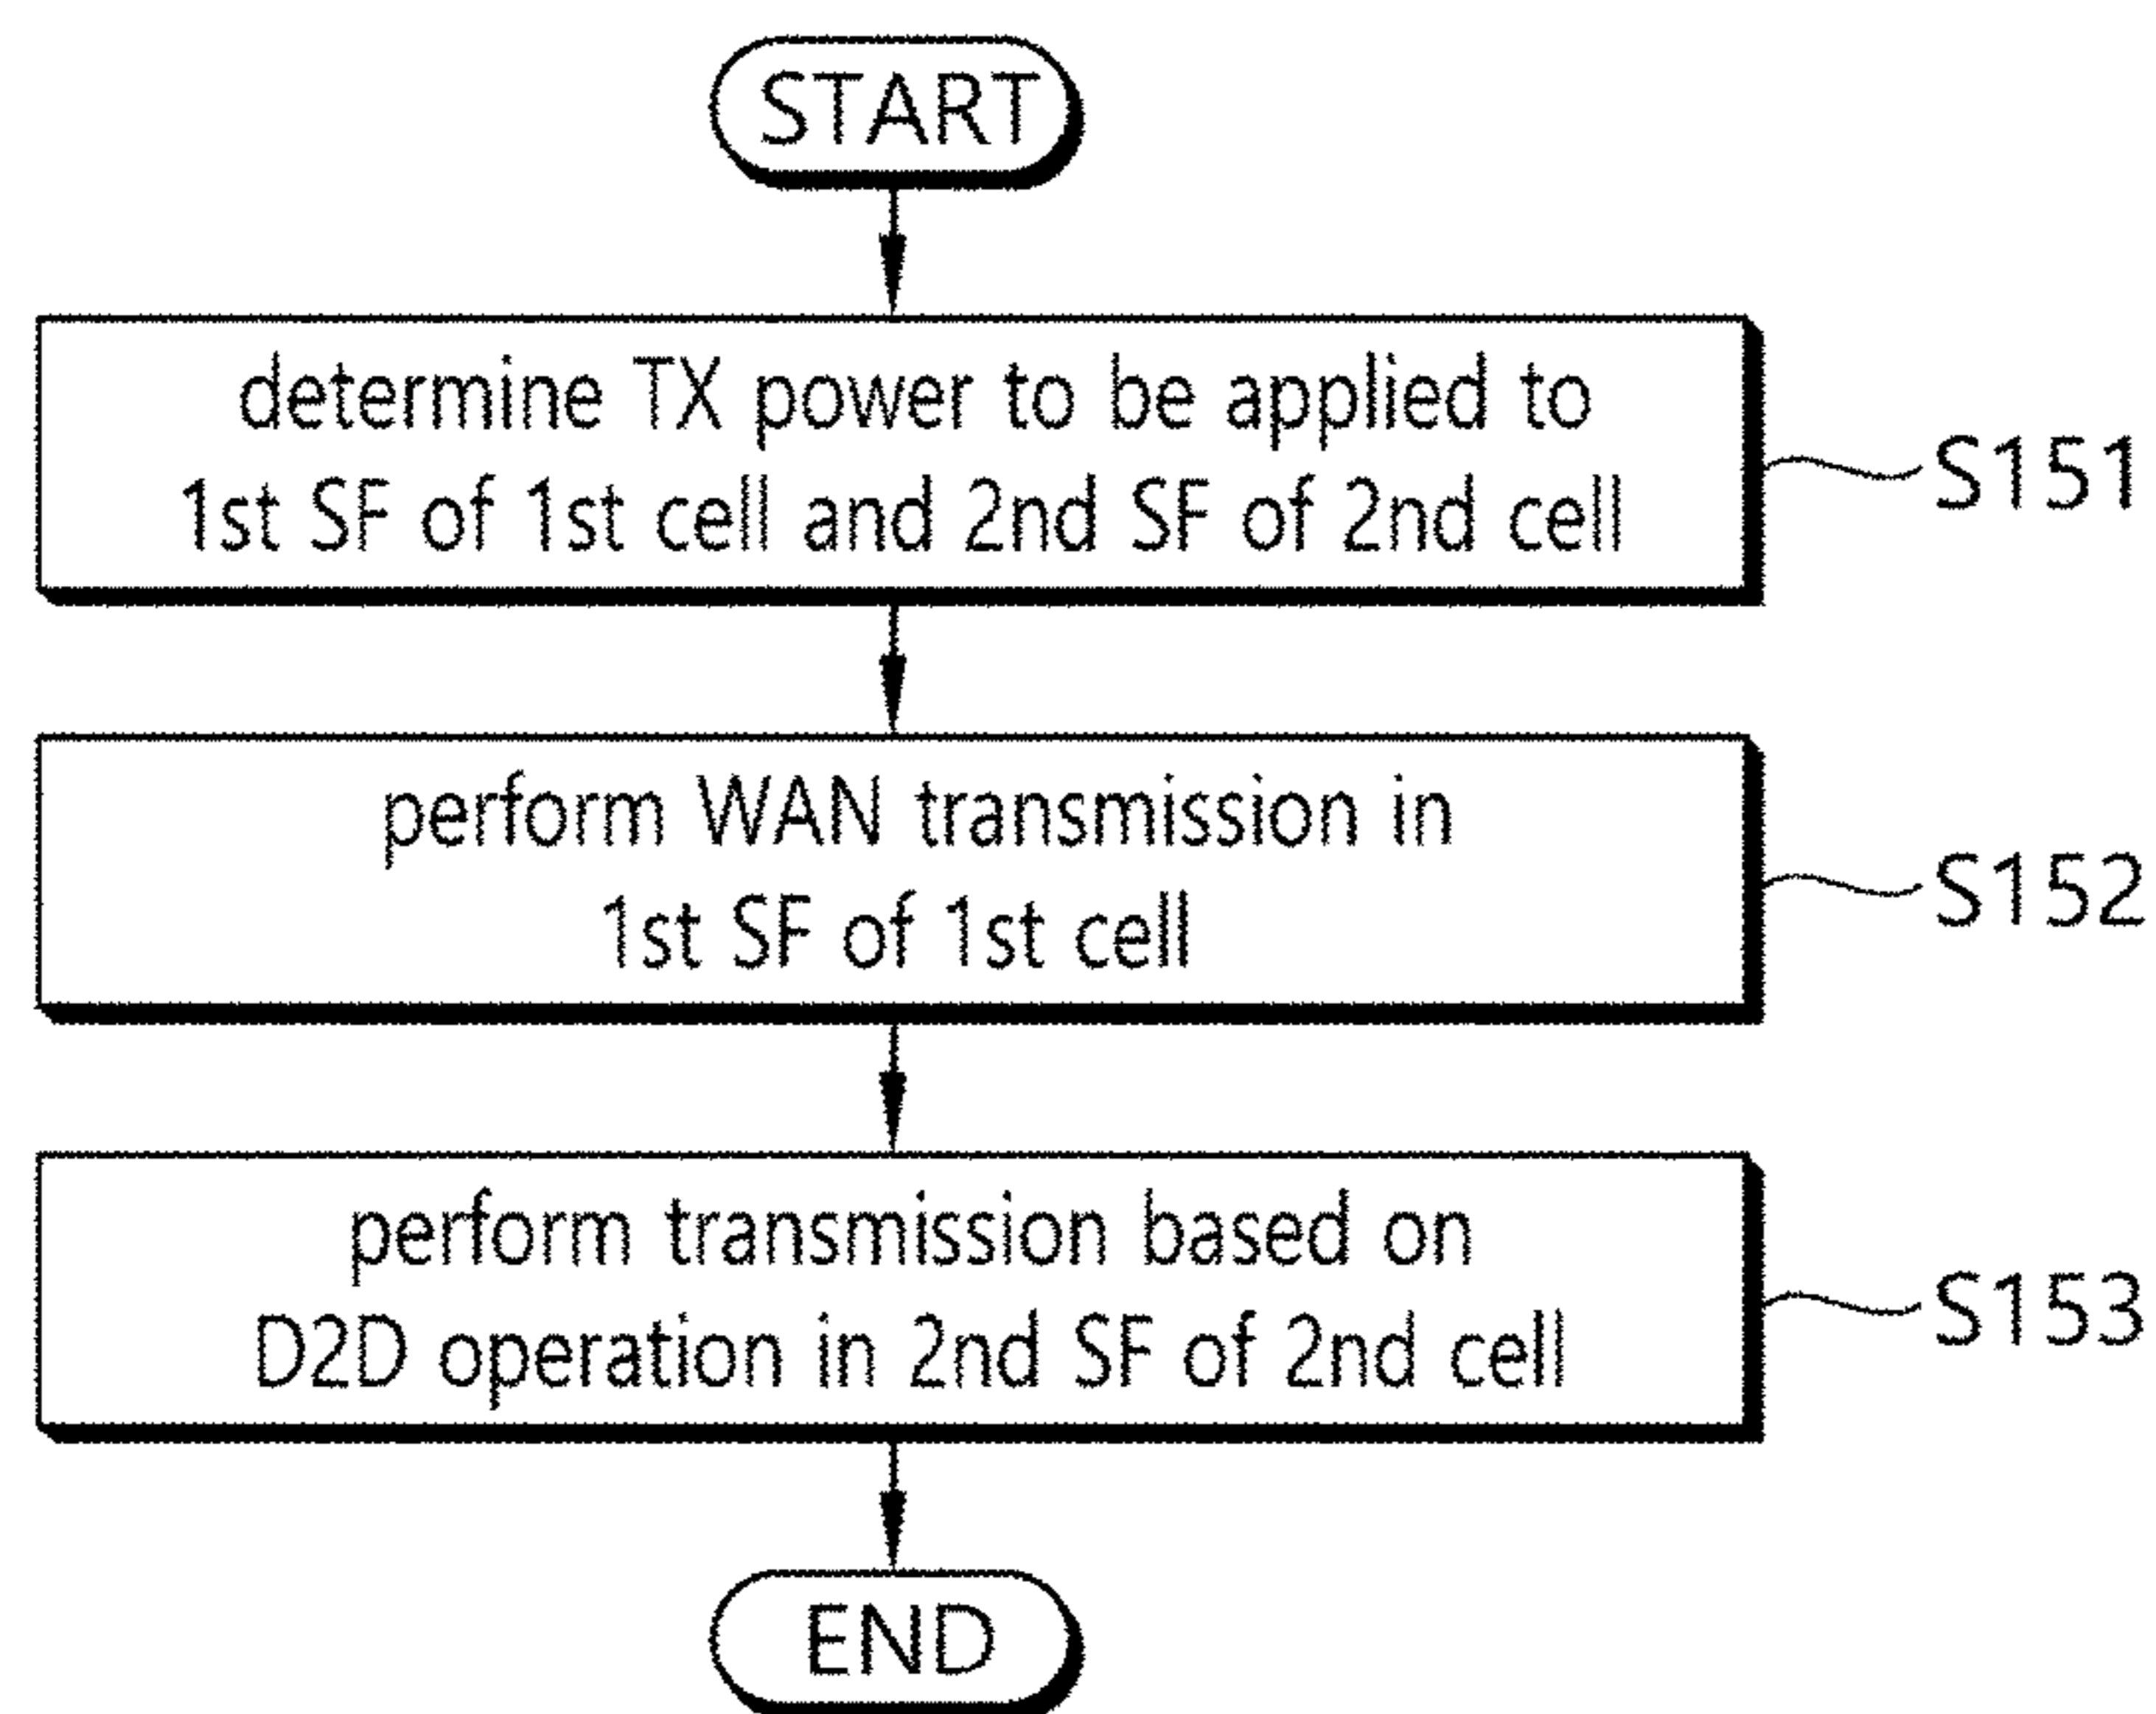 START
determine TX power to be applied to
1st SF of 1st cell and 2nd SF of 2nd cell
S151
perform WAN transmission in
1st SF of 1st cell
S152
perform transmission based on
D2D operation in 2nd SF of 2nd cell
S153
END